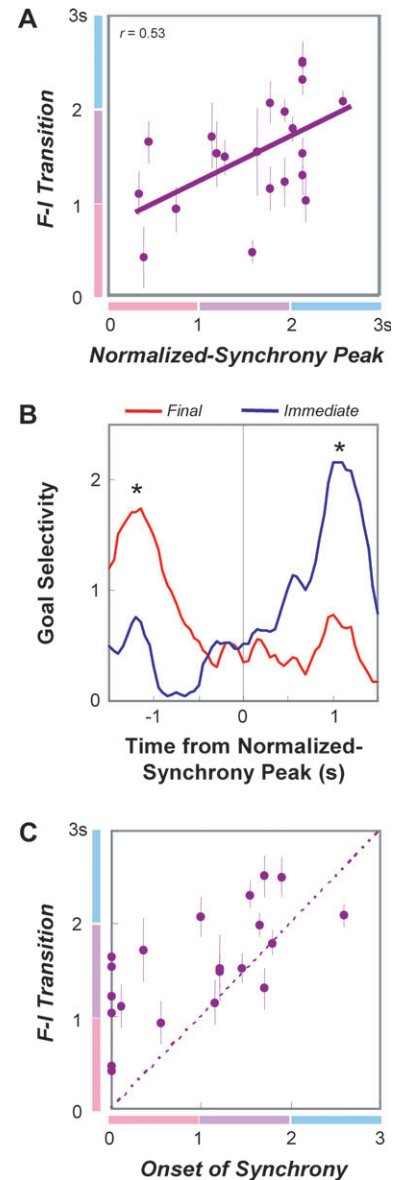 A
3s
r = 0.53
2
F-I Transition
1
0
0 1 2 3s
Normalized-Synchrony Peak
B
Final Immediate
* *
2
Goal Selectivity
1
0
-1 0 1
Time from Normalized-
Synchrony Peak (s)
C
3s
2
F-I Transition
1
0
0 1 2 3
Onset of Synchrony